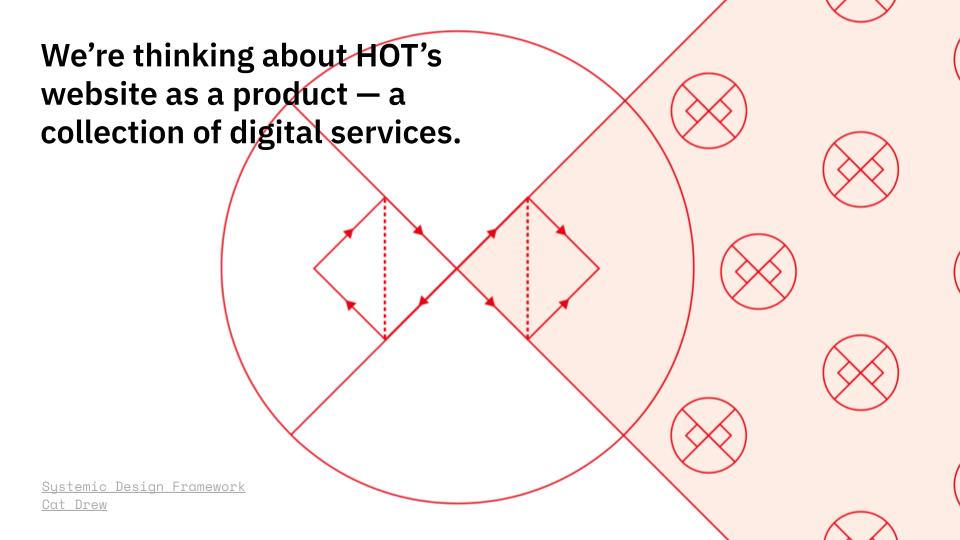 We’re thinking about HOT’s
website as a product — a
collection of digital services.
Systemic Design Framework
Cat Drew